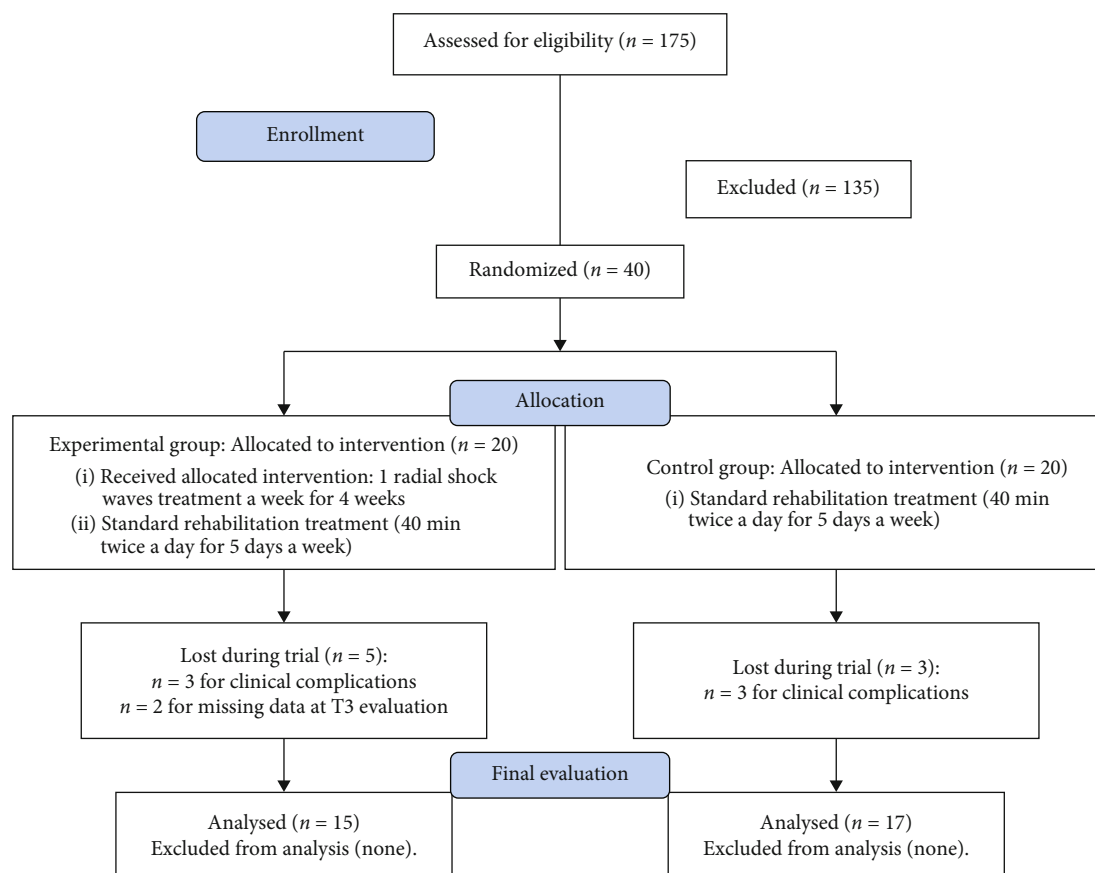 Assessed for eligibility (n = 175)
Enrollment
Excluded (n = 135)
Randomized (n = 40)
Allocation
Experimental group: Allocated to intervention (n = 20)
(i) Received allocated intervention: 1 radial shock
waves treatment a week for 4 weeks
(ii) Standard rehabilitation treatment (40 min
twice a day for 5 days a week)
Control group: Allocated to intervention (n = 20)
(i) Standard rehabilitation treatment (40 min
twice a day for 5 days a week)
Lost during trial (n = 5):
n = 3 for clinical complications
n = 2 for missing data at T3 evaluation
Lost during trial (n = 3):
n = 3 for clinical complications
Final evaluation
Analysed (n = 15)
Excluded from analysis (none).
Analysed (n = 17)
Excluded from analysis (none).